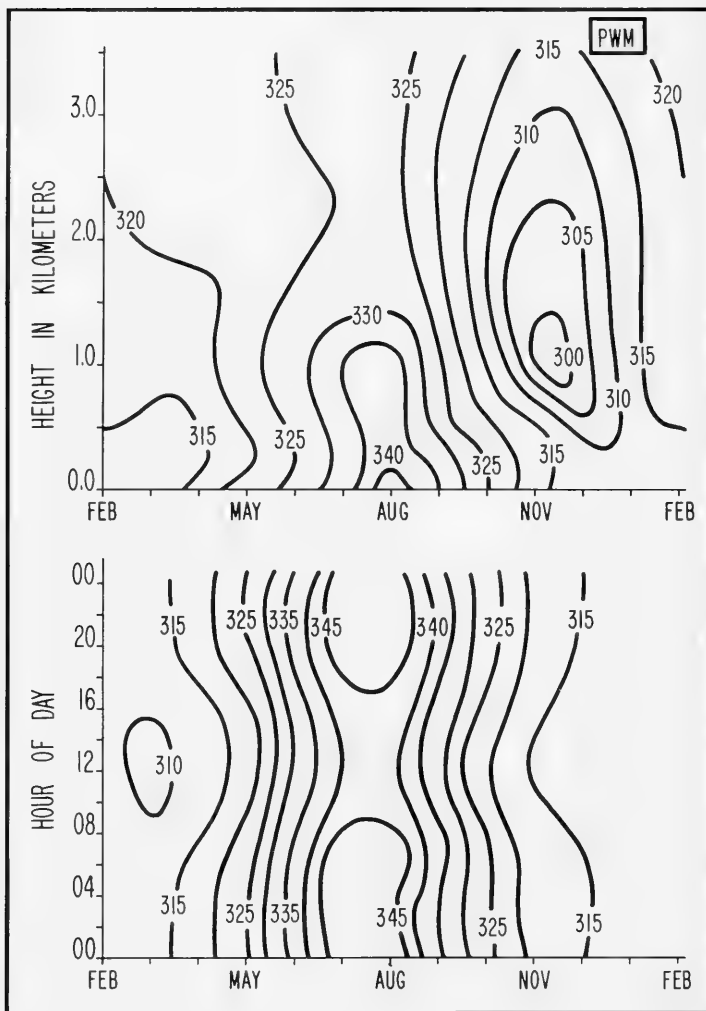 PWM
HEIGHT IN KILOMETERS
3.0
2.0
1.0
0.0
FEB MAY AUG NOV FEB
325 325 315 320
310
320
305
330
300
315 325 340 325 315 310 315
HOUR OF DAY
00
20
16
12
08
04
00
FEB MAY AUG NOV FEB
315 325 335 345 340 325 315
310
315 325 335 345 325 315